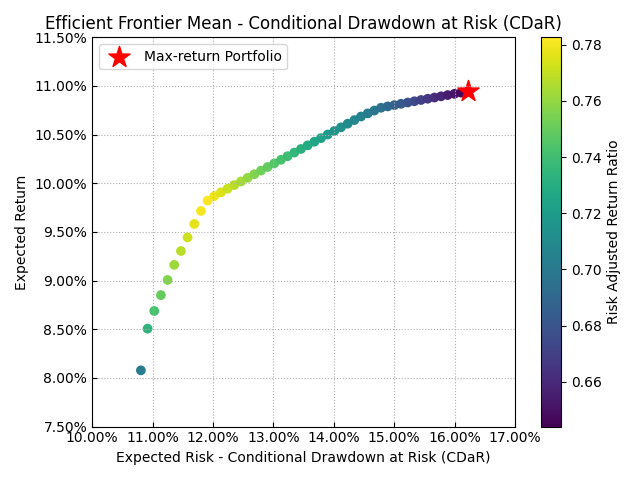 Efficient Frontier Mean - Conditional Drawdown at Risk (CDaR)
Max-return Portfolio
Expected Return
11.50%
11.00%
10.50%
10.00%
9.50%
9.00%
8.50%
8.00%
7.50%
10.00% 11.00% 12.00% 13.00% 14.00% 15.00% 16.00% 17.00%
Expected Risk - Conditional Drawdown at Risk (CDaR)
0.78
0.76
0.74
0.72
0.70
0.68
0.66
Risk Adjusted Return Ratio